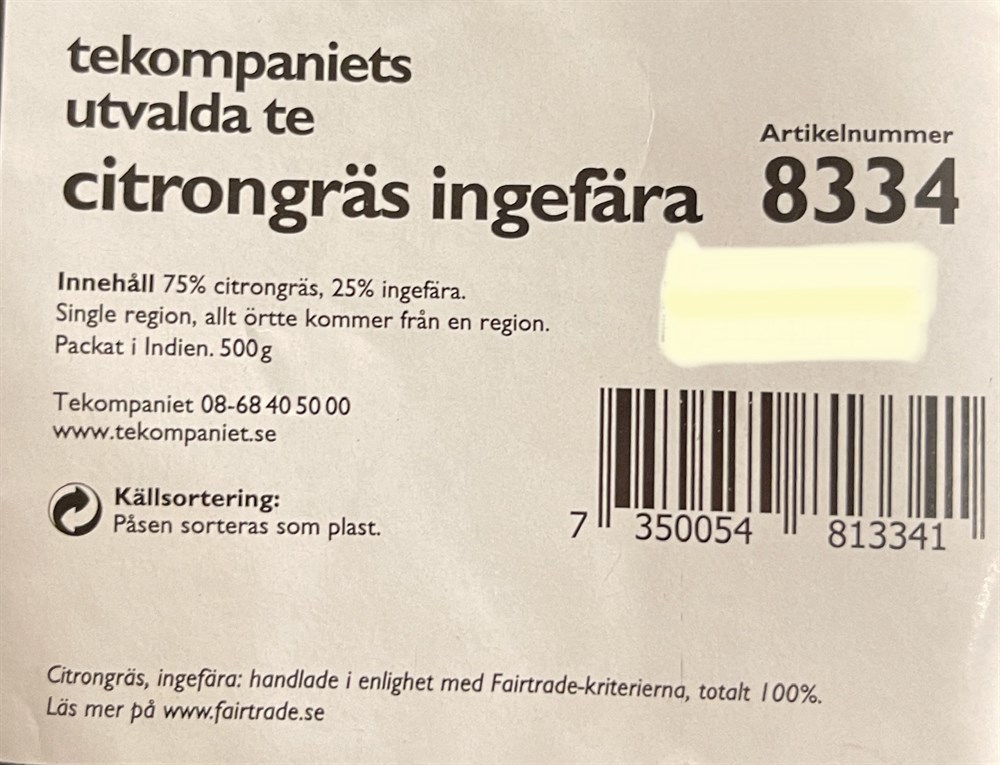 tekompaniets
utvalda te
citrongräs ingefära
Artikelnummer
8334
Innehåll 75% citrongräs, 25% ingefära.
Single region, allt örtte kommer från en region.
Packat i Indien. 500g
Tekompaniet 08-68 40 50 00
www.tekompaniet.se
Källsortering:
Påsen sorteras som plast.
7 350054 813341
Citrongräs, ingefära: handlade i enlighet med Fairtrade-kriterierna, totalt 100%.
Läs mer på www.fairtrade.se